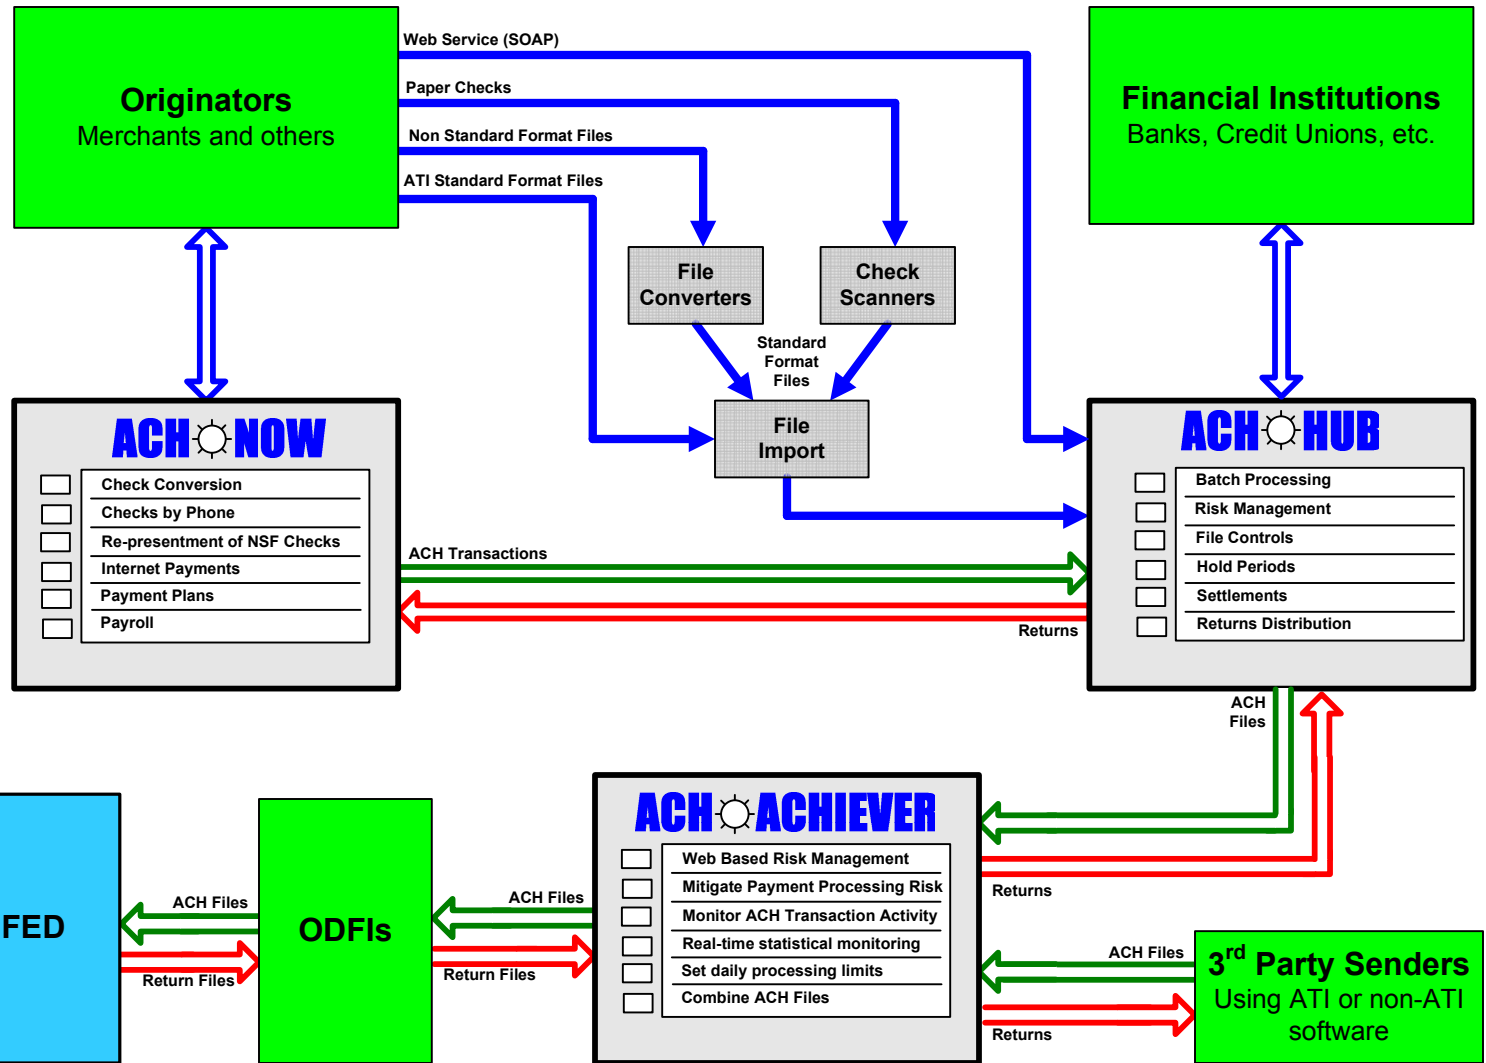 Originators
Merchants and others
Web Service (SOAP)
Paper Checks
Non Standard Format Files
ATI Standard Format Files
Financial Institutions
Banks, Credit Unions, etc.
File
Converters
Check
Scanners
Standard
Format
Files
File
Import
ACH NOW
Check Conversion
Checks by Phone
Re-presentment of NSF Checks
Internet Payments
Payment Plans
Payroll
ACH Transactions
Returns
ACH HUB
Batch Processing
Risk Management
File Controls
Hold Periods
Settlements
Returns Distribution
ACH
Files
Returns
ACH ACHIEVER
Web Based Risk Management
Mitigate Payment Processing Risk
Monitor ACH Transaction Activity
Real-time statistical monitoring
Set daily processing limits
Combine ACH Files
FED
ACH Files
Return Files
ODFIs
ACH Files
Return Files
ACH Files
Returns
3rd Party Senders
Using ATI or non-ATI
software